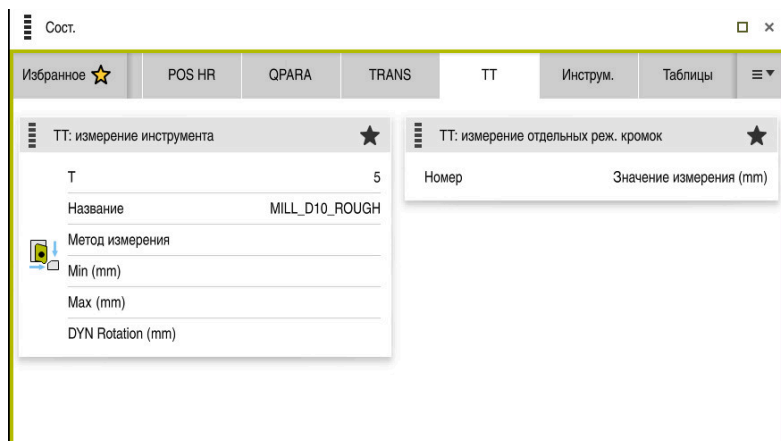 Сост.
Избранное POS HR QPARA TRANS TT Инструм. Таблицы
TT: измерение инструмента
T 5
Название MILL_D10_ROUGH
Метод измерения
Min (mm)
Max (mm)
DYN Rotation (mm)
TT: измерение отдельных реж. кромок
Номер Значение измерения (mm)